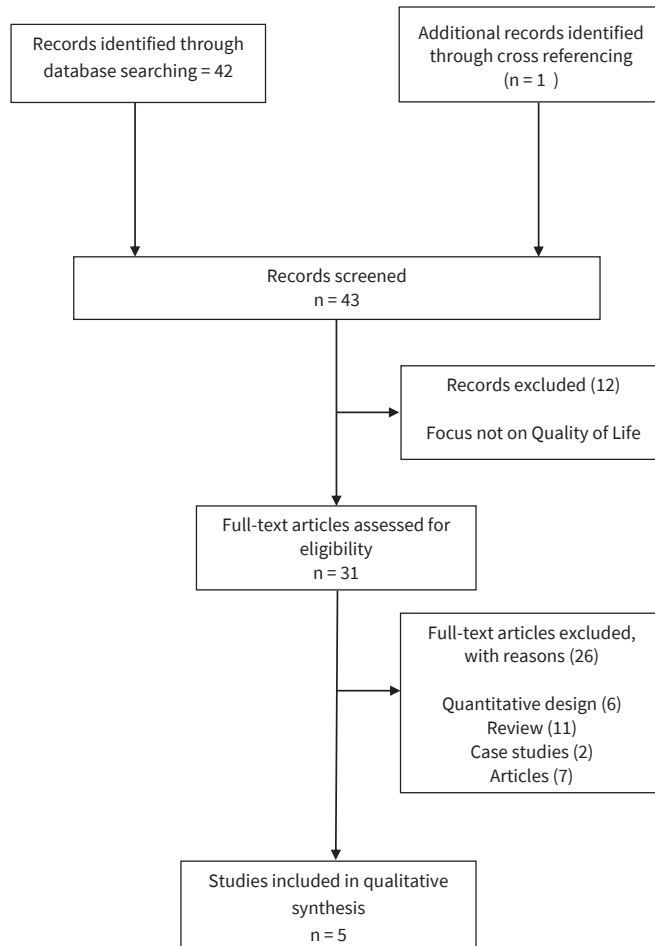 Records identified through
database searching = 42
Additional records identified
through cross referencing
(n = 1  )
Records screened
n = 43
Records excluded (12)
Focus not on Quality of Life
Full-text articles assessed for
eligibility
n = 31
Full-text articles excluded,
with reasons (26)
Quantitative design (6)
Review (11)
Case studies (2)
Articles (7)
Studies included in qualitative
synthesis
n = 5